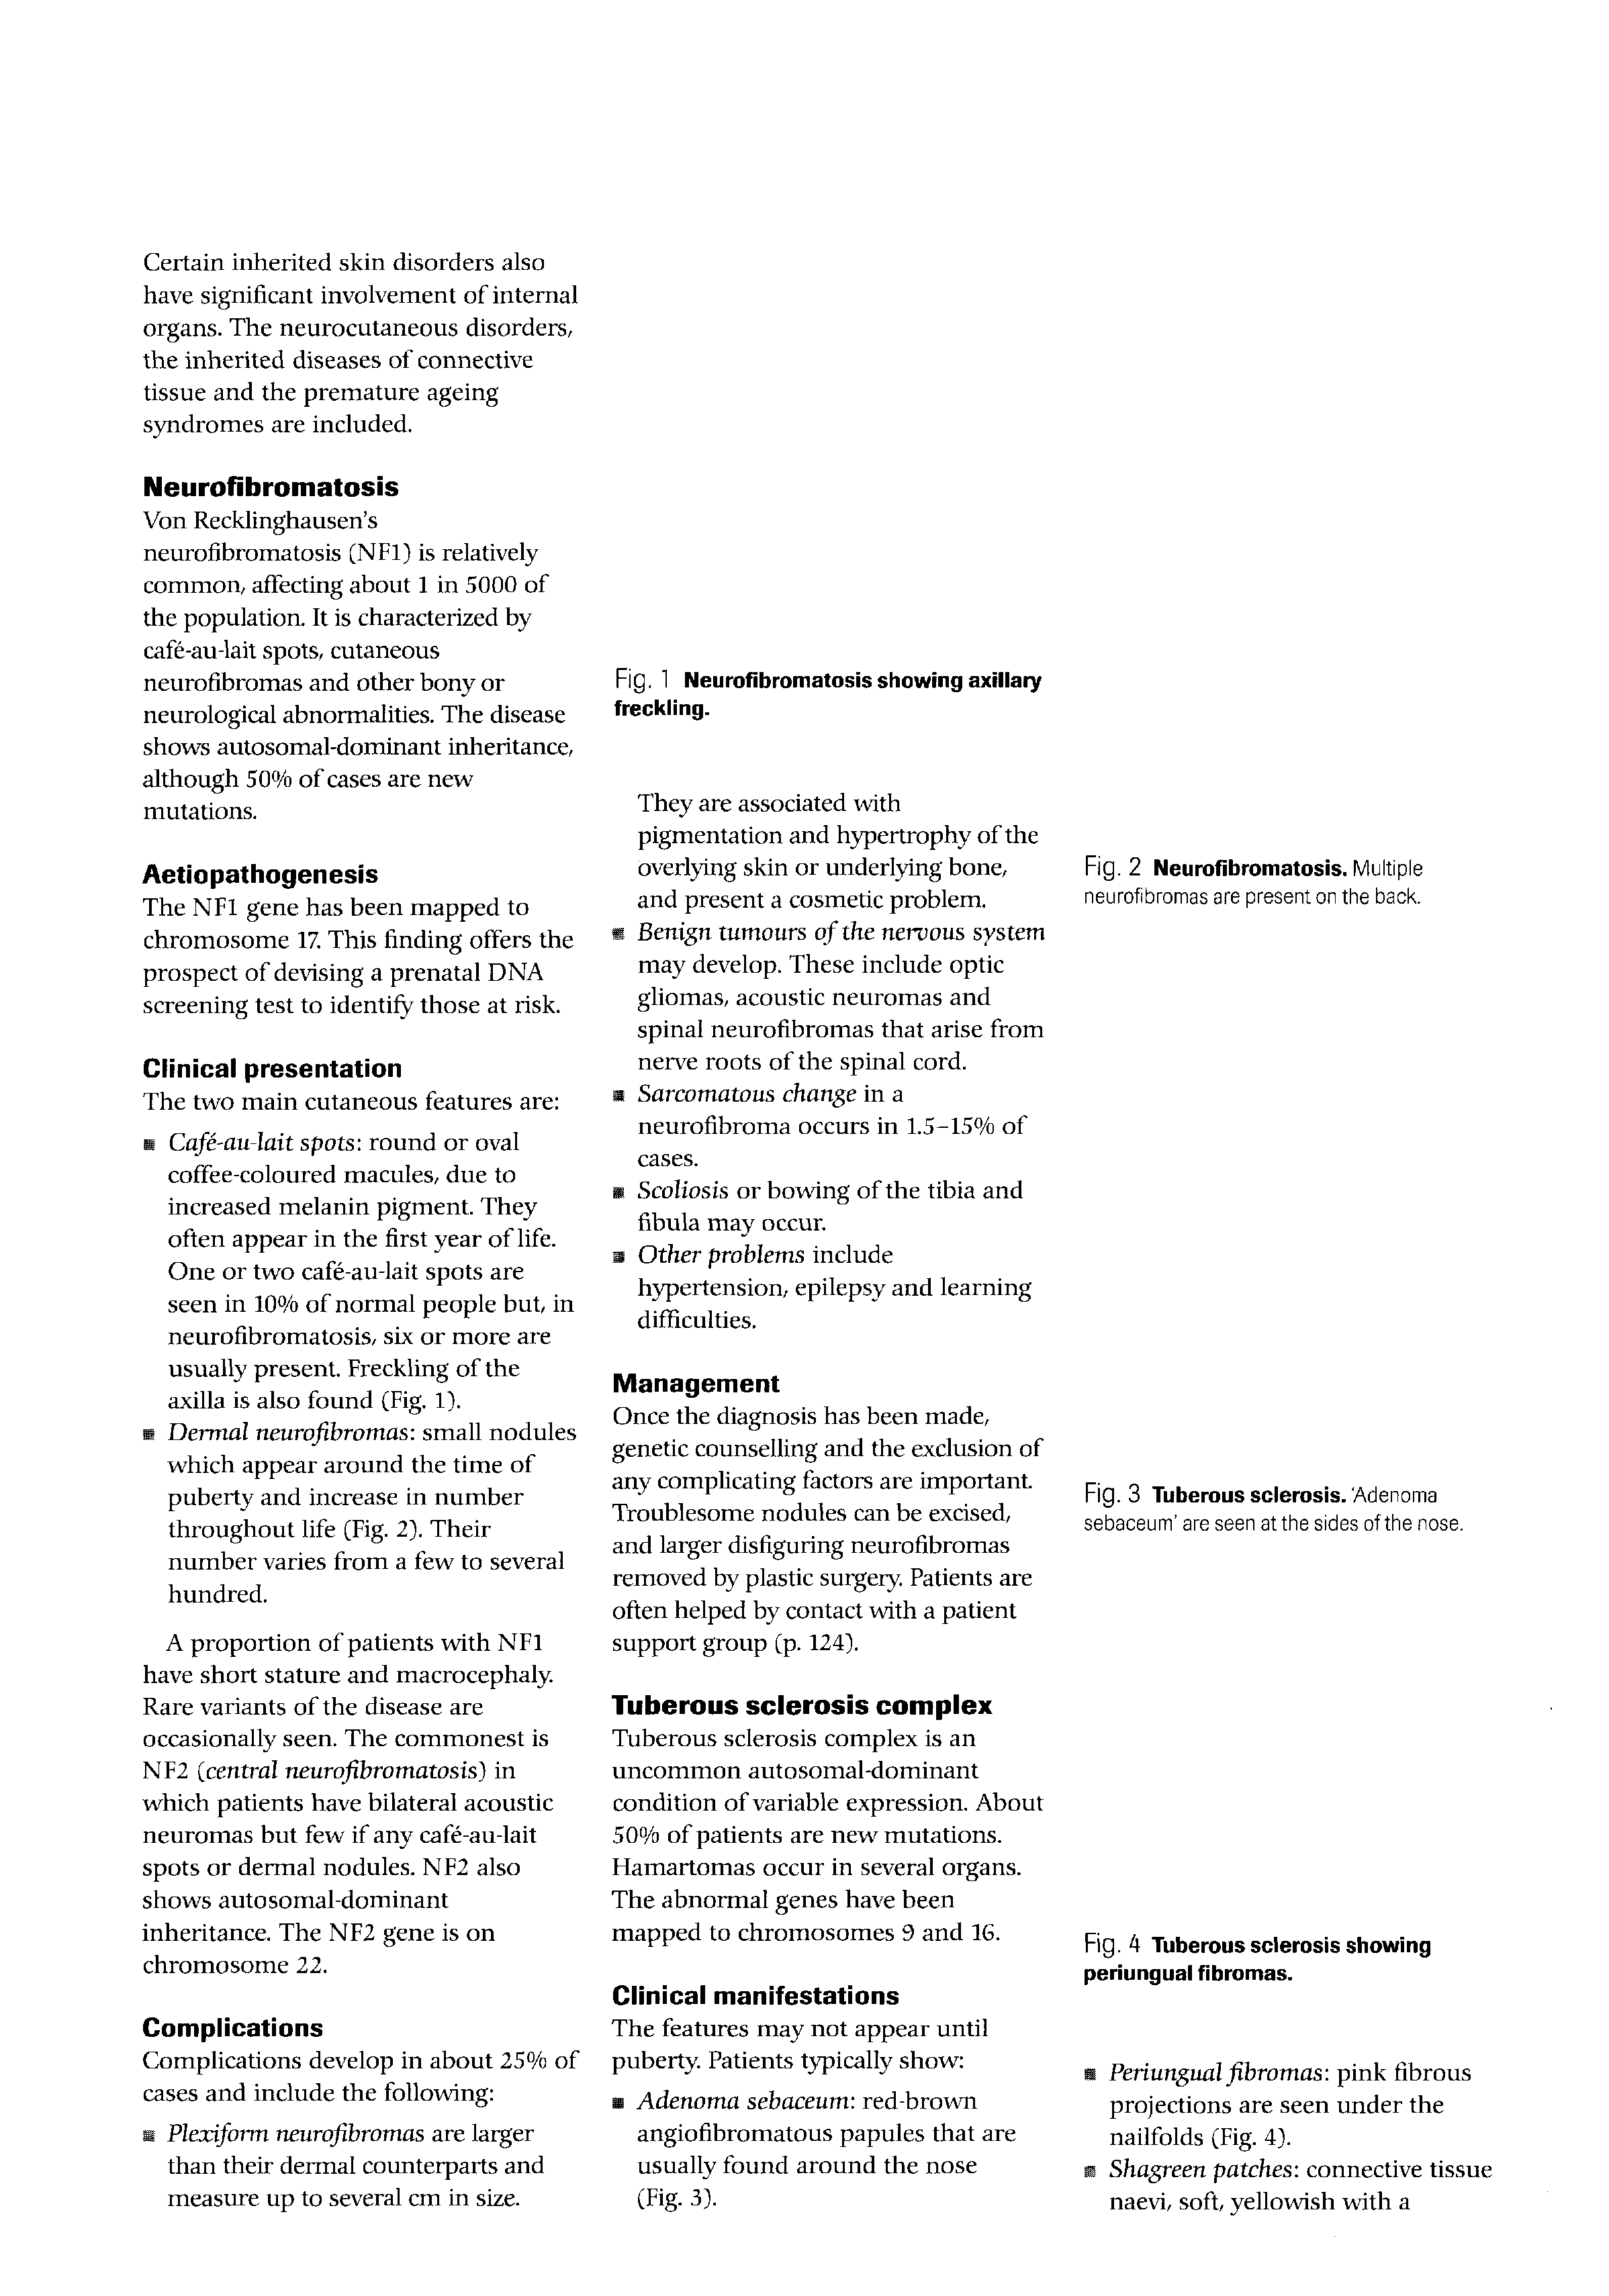 Certain inherited skin disorders also
have significant involvement of internal
organs. The neurocutaneous disorders,
the inherited diseases of connective
tissue and the premature ageing
syndromes are included.
Neurofibromatosis
Von Recklinghausen's
neurofibromatosis (NF1) is relatively
common, affecting about 1 in 5000 of
the population. It is characterized by
café-au-lait spots, cutaneous
neurofibromas and other bony or
neurological abnormalities. The disease
shows autosomal-dominant inheritance,
although 50% of cases are new
mutations.
Aetiopathogenesis
The NF1 gene has been mapped to
chromosome 17. This finding offers the
prospect of devising a prenatal DNA
screening test to identify those at risk.
Clinical presentation
The two main cutaneous features are:
■ Café-au-lait spots: round or oval
coffee-coloured macules, due to
increased melanin pigment. They
often appear in the first year of life.
One or two café-au-lait spots are
seen in 10% of normal people but, in
neurofibromatosis, six or more are
usually present. Freckling of the
axilla is also found (Fig. 1).
■ Dermal neurofibromas: small nodules
which appear around the time of
puberty and increase in number
throughout life (Fig. 2). Their
number varies from a few to several
hundred.
A proportion of patients with NF1
have short stature and macrocephaly.
Rare variants of the disease are
occasionally seen. The commonest is
NF2 (central neurofibromatosis) in
which patients have bilateral acoustic
neuromas but few if any café-au-lait
spots or dermal nodules. NF2 also
shows autosomal-dominant
inheritance. The NF2 gene is on
chromosome 22.
Complications
Complications develop in about 25% of
cases and include the following:
■ Plexiform neurofibromas are larger
than their dermal counterparts and
measure up to several cm in size.
Fig. 1 Neurofibromatosis showing axillary
freckling.
They are associated with
pigmentation and hypertrophy of the
overlying skin or underlying bone,
and present a cosmetic problem.
■ Benign tumours of the nervous system
may develop. These include optic
gliomas, acoustic neuromas and
spinal neurofibromas that arise from
nerve roots of the spinal cord.
■ Sarcomatous change in a
neurofibroma occurs in 1.5–15% of
cases.
■ Scoliosis or bowing of the tibia and
fibula may occur.
■ Other problems include
hypertension, epilepsy and learning
difficulties.
Management
Once the diagnosis has been made,
genetic counselling and the exclusion of
any complicating factors are important.
Troublesome nodules can be excised,
and larger disfiguring neurofibromas
removed by plastic surgery. Patients are
often helped by contact with a patient
support group (p. 124).
Tuberous sclerosis complex
Tuberous sclerosis complex is an
uncommon autosomal-dominant
condition of variable expression. About
50% of patients are new mutations.
Hamartomas occur in several organs.
The abnormal genes have been
mapped to chromosomes 9 and 16.
Clinical manifestations
The features may not appear until
puberty. Patients typically show:
■ Adenoma sebaceum: red-brown
angiofibromatous papules that are
usually found around the nose
(Fig. 3).
Fig. 2 Neurofibromatosis. Multiple
neurofibromas are present on the back.
Fig. 3 Tuberous sclerosis. 'Adenoma
sebaceum' are seen at the sides of the nose.
Fig. 4 Tuberous sclerosis showing
periungual fibromas.
■ Periungual fibromas: pink fibrous
projections are seen under the
nailfolds (Fig. 4).
■ Shagreen patches: connective tissue
naevi, soft, yellowish with a